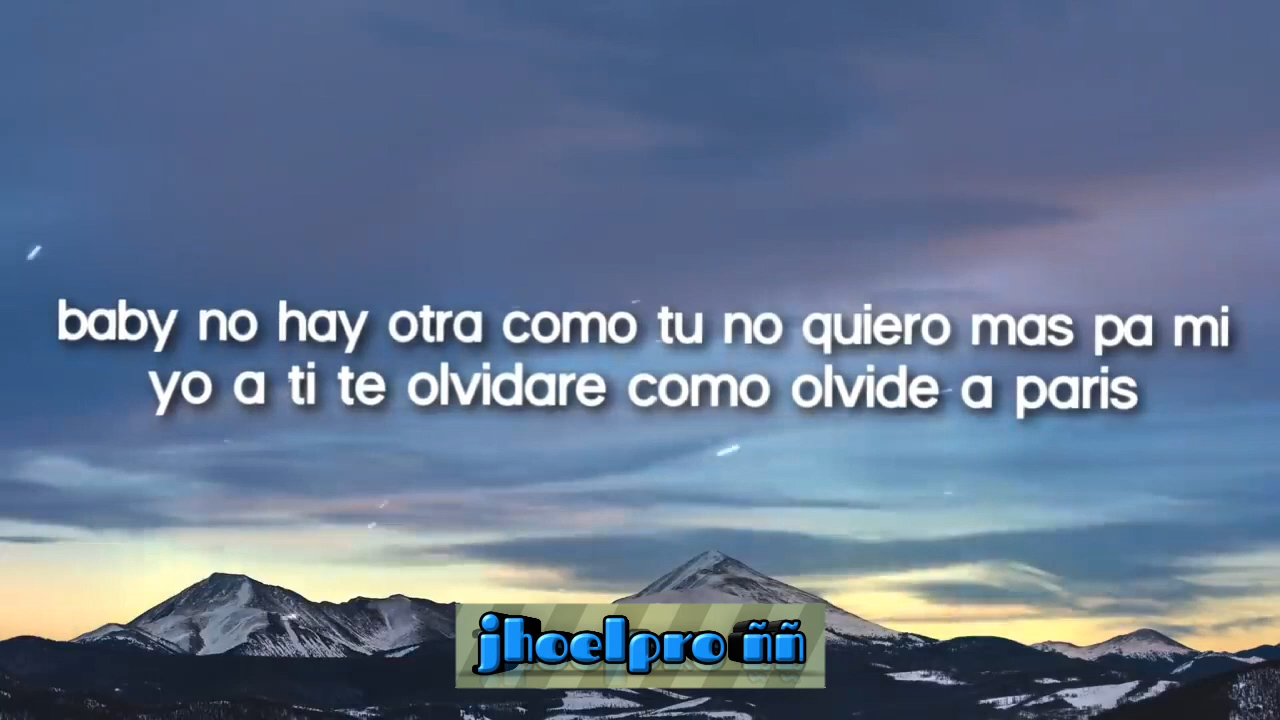 baby no hay otra como tu no quiero mas pa mi
yo a ti te olvidare como olvide a paris
jhoelpro ññ